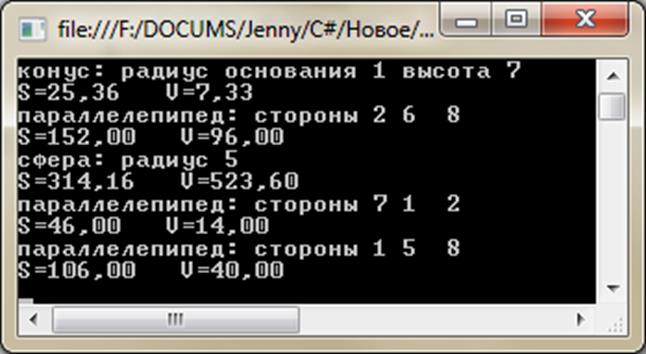 file:///F:/DOCUMS/Jenny/C#/Новое/...
конус: радиус основания 1 высота 7
S=25,36 V=7,33
параллелепипед: стороны 2 6 8
S=152,00 V=96,00
сфера: радиус 5
S=314,16 V=523,60
параллелепипед: стороны 7 1 2
S=46,00 V=14,00
параллелепипед: стороны 1 5 8
S=106,00 V=40,00